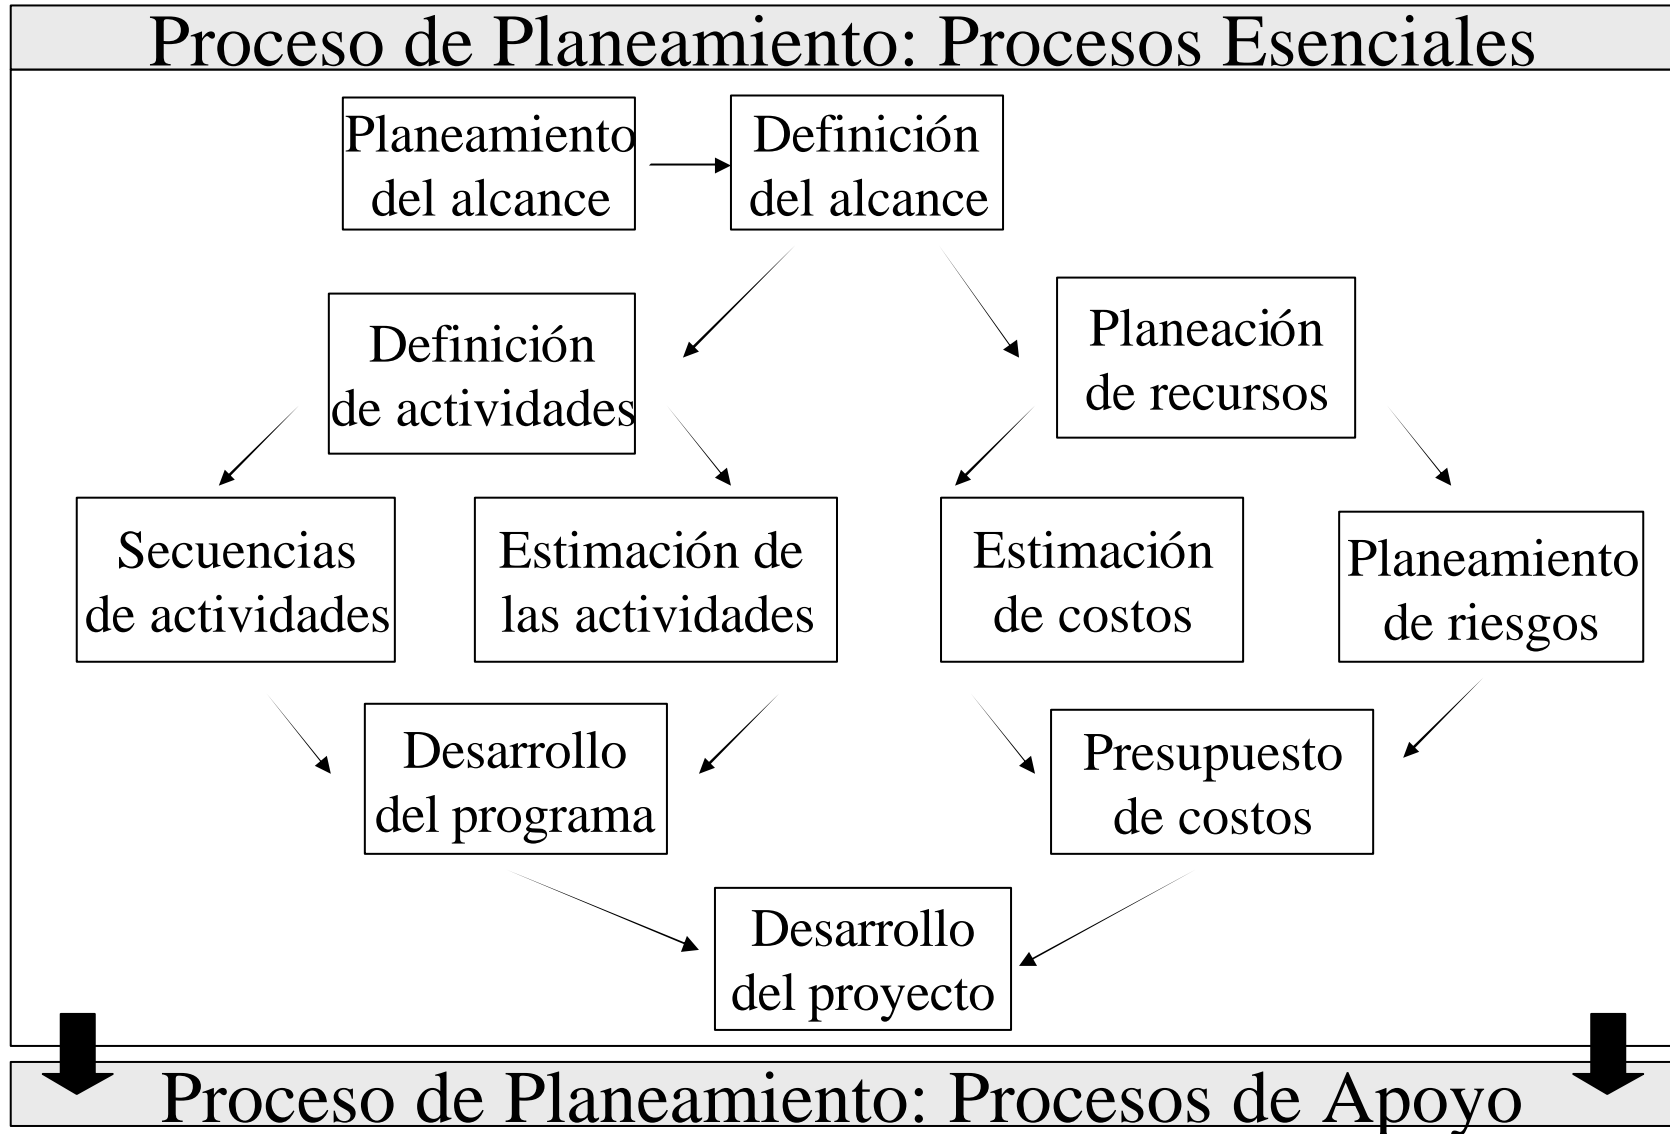 Proceso de Planeamiento: Procesos Esenciales
Planeamiento
del alcance
Definición
del alcance
Definición
de actividades
Planeación
de recursos
Secuencias
de actividades
Estimación de
las actividades
Estimación
de costos
Planeamiento
de riesgos
Desarrollo
del programa
Presupuesto
de costos
Desarrollo
del proyecto
Proceso de Planeamiento: Procesos de Apoyo